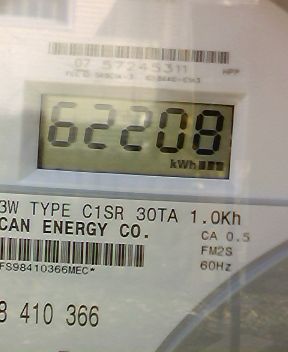 07 57245311
62208
kWh
3W TYPE C1SR 30TA 1.0Kh
CAN ENERGY CO.
CA 0.5
FM2S
FS98410366MEC*
60Hz
8 410 366